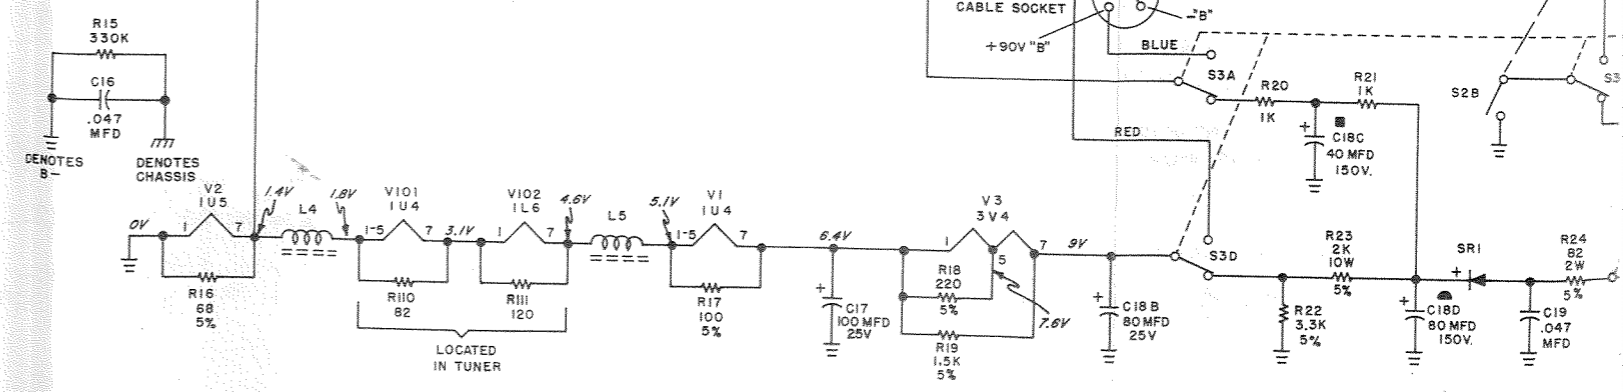 R15
330K
C16
.047
MFD
DENOTES
B-
DENOTES
CHASSIS
CABLE SOCKET
+90V "B"
-"B"
BLUE
RED
S3A
R20
1K
R21
1K
C18C
40 MFD
150V.
S2B
S3
0V
V2
1U5
1
7
1.4V
R16
68
5%
L4
1.8V
V101
1U4
1-5
7
3.1V
R110
82
V102
1L6
1
7
4.6V
R111
120
LOCATED
IN TUNER
L5
5.1V
V1
1U4
1-5
7
R17
100
5%
6.4V
+
C17
100 MFD
25V
V3
3V4
1
5
7
R18
220
5%
R19
1.5K
5%
7.6V
9V
+
C18 B
80 MFD
25V
S3D
R22
3.3K
5%
R23
2K
10W
5%
+
C18D
80 MFD
150V.
SR1
+
C19
.047
MFD
R24
82
2W
5%
+